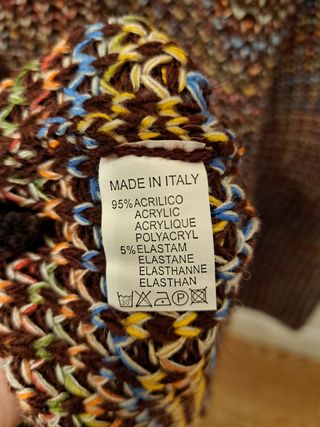 MADE IN ITALY
95% ACRILICO
ACRYLIC
ACRYLIQUE
POLYACRYL
5% ELASTAM
ELASTANE
ELASTHANNE
ELASTHAN
P